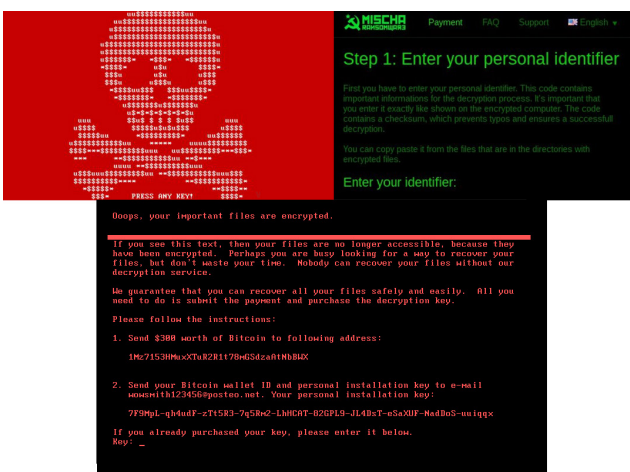 PRESS ANY KEY!
MISCHA
RANSOMWARE
Payment FAQ Support English
Step 1: Enter your personal identifier
First you have to enter your personal identifier. This code contains
important informations for the decryption process. It's important that
you enter it exactly like shown on the encrypted computer. The code
contains a checksum, which prevents typos and ensures a successfull
decryption.
You can copy paste it from the files that are in the directories with
encrypted files.
Enter your identifier:
Ooops, your important files are encrypted.
If you see this text, then your files are no longer accessible, because they
have been encrypted. Perhaps you are busy looking for a way to recover your
files, but don't waste your time. Nobody can recover your files without our
decryption service.
We guarantee that you can recover all your files safely and easily. All you
need to do is submit the payment and purchase the decryption key.
Please follow the instructions:
1. Send $300 worth of Bitcoin to following address:
1Mz7153HMuxXTuR2R1t78mGSdzaAtNbBWX
2. Send your Bitcoin wallet ID and personal installation key to e-mail
wowsmith123456@posteo.net. Your personal installation key:
7F9MpL-qh4udF-zTt5R3-7q5Rm2-LhHCAT-82GPL9-JL4DsT-eSaXUF-NadDoS-uuiqqx
If you already purchased your key, please enter it below.
Key: _